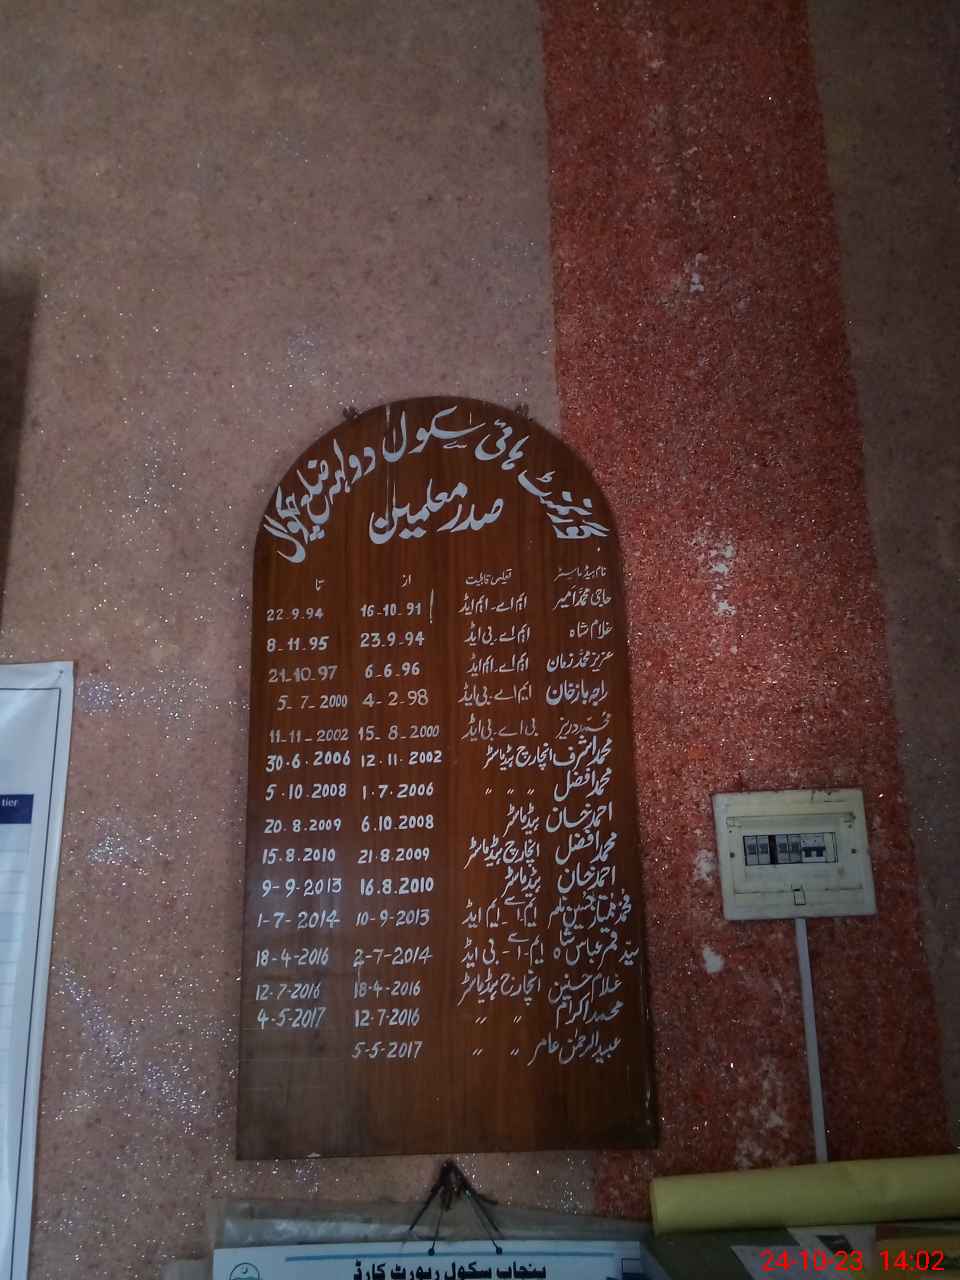 گورنمنٹ ہائی سکول دوالہ ضلع چکوال
صدر معلمین
نام ہیڈ ماسٹر تعلیمی قابلیت از تا
حاجی محمد امیر ایم اے۔ ایم ایڈ 16-10-91 22-9-94
غلام شاہ ایم اے۔ بی ایڈ 23-9-94 8-11-95
عزیز محمد زمان ایم اے۔ ایم ایڈ 6-6-96 21-10-97
راجہ باز خان ایم اے۔ بی ایڈ 4-2-98 5-7-2000
بی اے۔ بی ایڈ 15-8-2000 11-11-2002
محمد اشرف انچارج ہیڈ ماسٹر 12.11.2002 30.6.2006
محمد افضل 〃 〃 〃 1.7.2006 5.10.2008
احمد خان ہیڈ ماسٹر 6.10.2008 20.8.2009
محمد افضل انچارج ہیڈ ماسٹر 21.8.2009 15.8.2010
احمد خان ہیڈ ماسٹر 16.8.2010 9-9-2013
ایم۔اے۔ ایم ایڈ 10-9-2013 1-7-2014
سید قمر عباس شاہ ایم۔اے۔ بی ایڈ 2-7-2014 18-4-2016
غلام حسنین انچارج ہیڈ ماسٹر 18-4-2016 12-7-2016
محمد اکرام 〃 〃 12-7-2016 4-5-2017
عبید الرحمٰن عامر 〃 〃 5-5-2017
tier
پنجاب سکول رپورٹ کارڈ
24-10-23 14:02